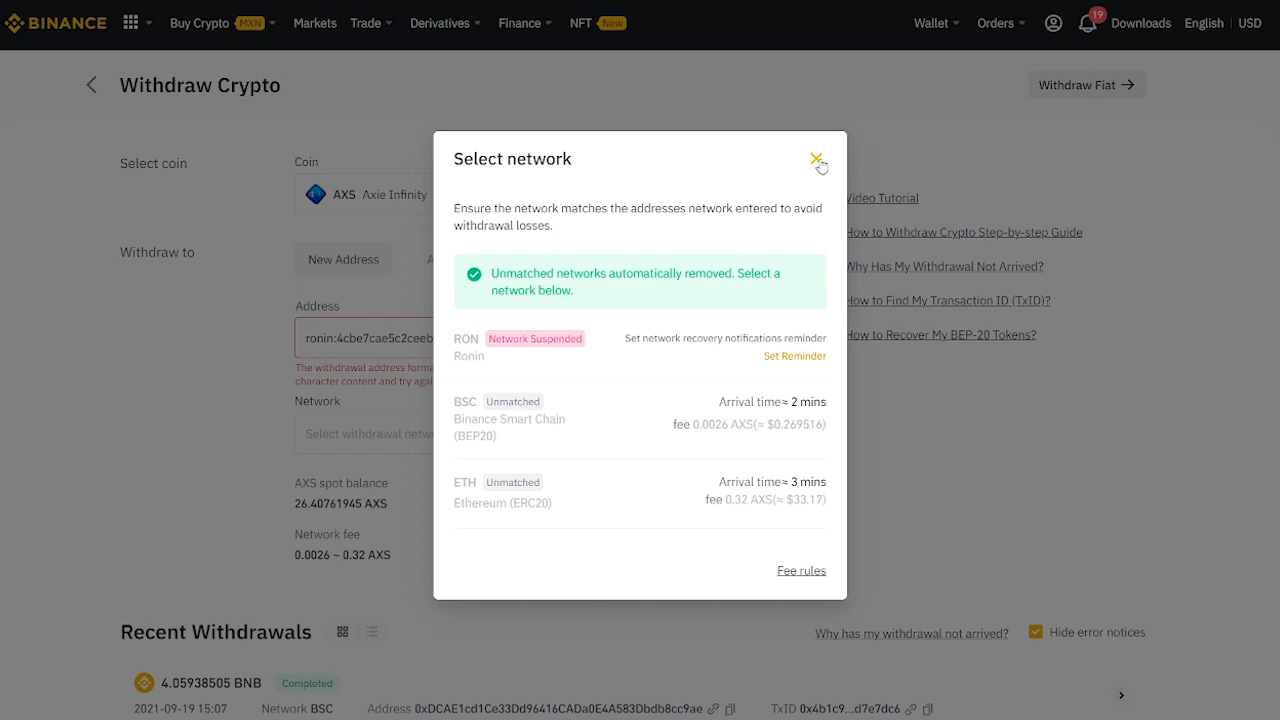 BINANCE Buy Crypto MXN Markets Trade Derivatives Finance NFT New Wallet Orders 19 Downloads English USD
Withdraw Crypto
Withdraw Fiat →
Select network
Select coin
Coin
AXS Axie Infinity
Ensure the network matches the addresses network entered to avoid
withdrawal losses.
Video Tutorial
How to Withdraw Crypto Step-by-step Guide
Why Has My Withdrawal Not Arrived?
How to Find My Transaction ID (TxID)?
How to Recover My BEP-20 Tokens?
Withdraw to
New Address
Unmatched networks automatically removed. Select a
network below.
Address
ronin:4cbe7cae5c2ceeb
The withdrawal address forma
character content and try agai
Network
Select withdrawal netwo
RON Network Suspended
Ronin
Set network recovery notifications reminder
Set Reminder
BSC Unmatched
Binance Smart Chain
(BEP20)
Arrival time≈ 2 mins
fee 0.0026 AXS(≈ $0.269516)
ETH Unmatched
Ethereum (ERC20)
Arrival time≈ 3 mins
fee 0.32 AXS(≈ $33.17)
Fee rules
AXS spot balance
26.40761945 AXS
Network fee
0.0026 ~ 0.32 AXS
Recent Withdrawals
Why has my withdrawal not arrived?
Hide error notices
4.05938505 BNB Completed
2021-09-19 15:07 Network BSC Address 0xDCAE1cd1Ce33Dd96416CADa0E4A583Dbdb8cc9ae TxID 0x4b1c9...d7e7dc6